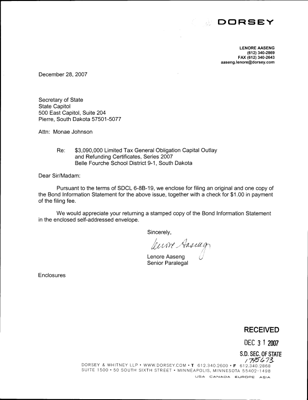 DORSEY
LENORE AASENG
(612) 340-2669
FAX (612) 340-2643
aaseng.lenore@dorsey.com
December 28, 2007
Secretary of State
State Capitol
500 East Capitol, Suite 204
Pierre, South Dakota 57501-5077
Attn: Monae Johnson
Re: $3,090,000 Limited Tax General Obligation Capital Outlay
and Refunding Certificates, Series 2007
Belle Fourche School District 9-1, South Dakota
Dear Sir/Madam:
Pursuant to the terms of SDCL 6-8B-19, we enclose for filing an original and one copy of
the Bond Information Statement for the above issue, together with a check for $1.00 in payment
of the filing fee.
We would appreciate your returning a stamped copy of the Bond Information Statement
in the enclosed self-addressed envelope.
Sincerely,
Lenore Aaseng
Lenore Aaseng
Senior Paralegal
Enclosures
RECEIVED
DEC 31 2007
S.D. SEC. OF STATE
DORSEY & WHITNEY LLP • WWW.DORSEY.COM • T 612.340.2600 • F 612.340.2868
SUITE 1500 • 50 SOUTH SIXTH STREET • MINNEAPOLIS, MINNESOTA 55402-1498
USA CANADA EUROPE ASIA